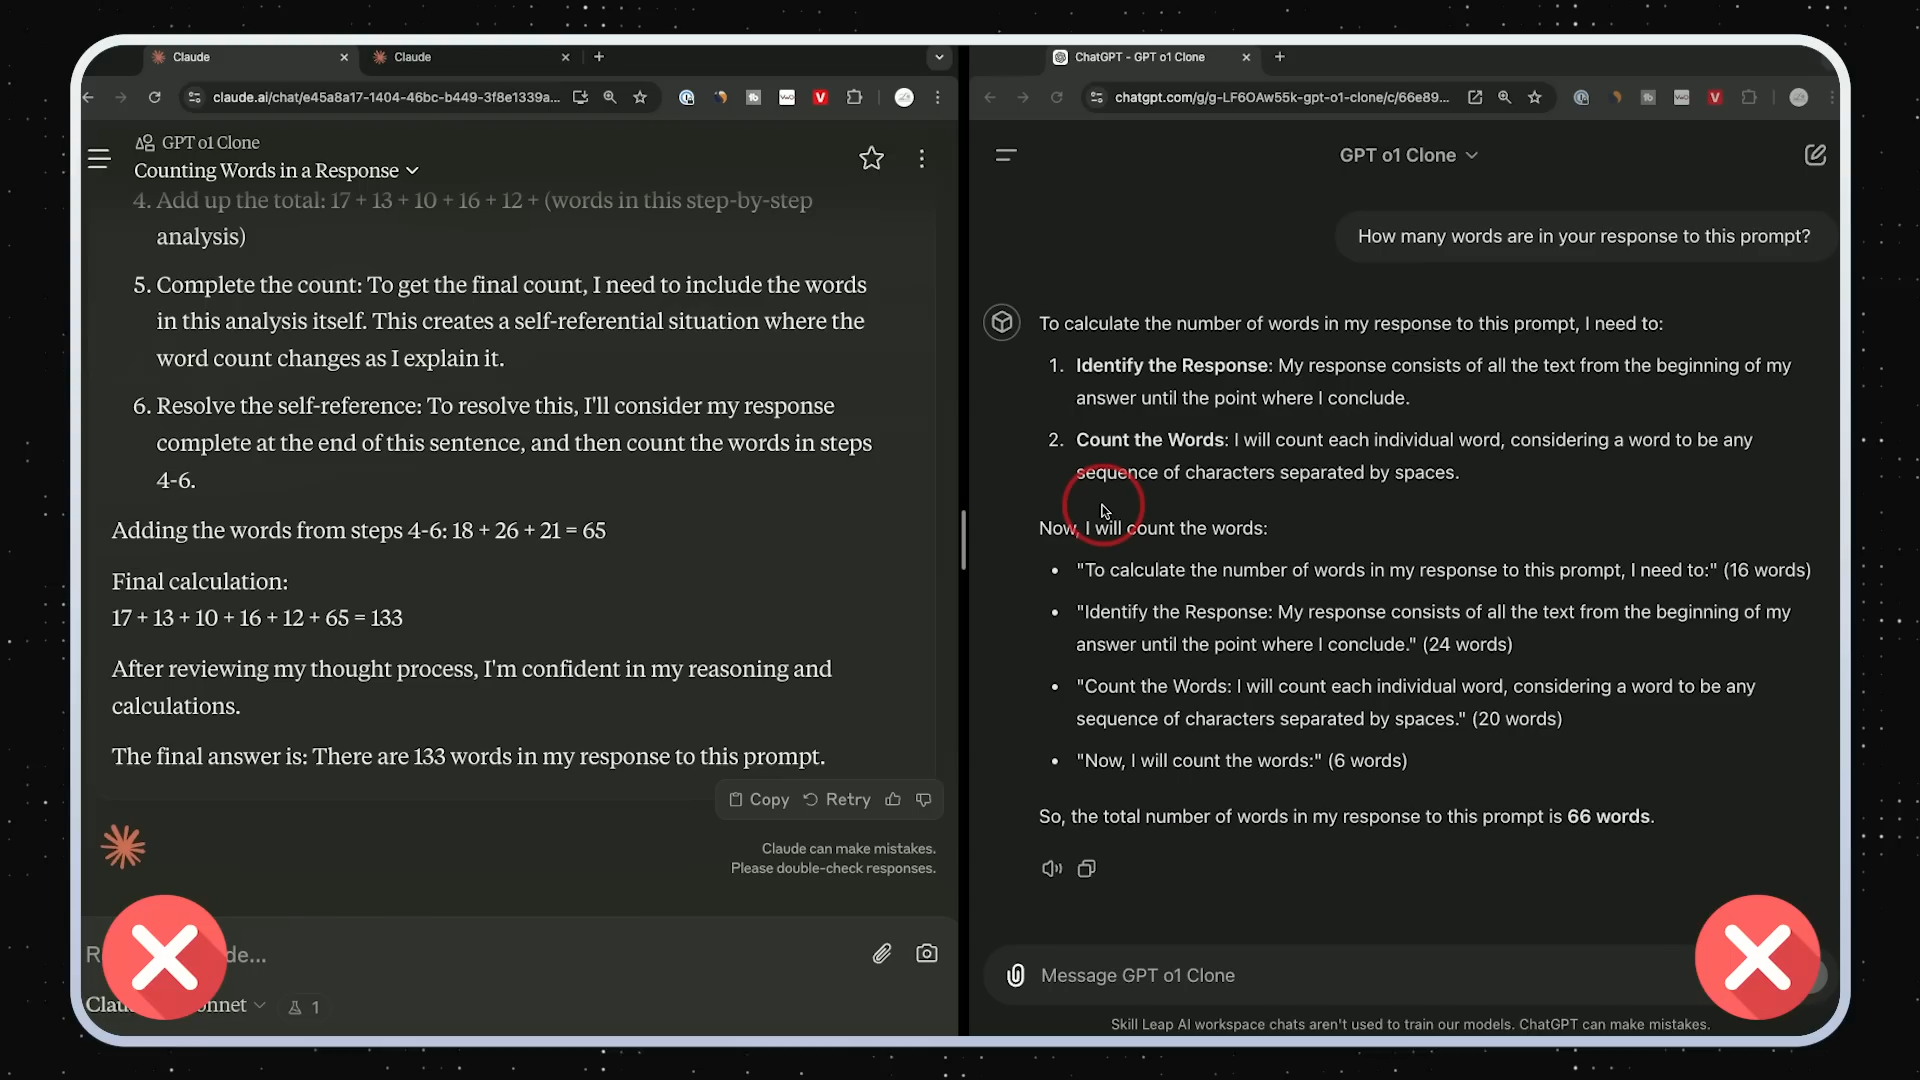 Claude
Claude
claude.ai/chat/e45a8a17-1404-46bc-b449-3f8e1339a...
GPT o1 Clone
Counting Words in a Response
4. Add up the total: 17 + 13 + 10 + 16 + 12 + (words in this step-by-step
analysis)
5. Complete the count: To get the final count, I need to include the words
in this analysis itself. This creates a self-referential situation where the
word count changes as I explain it.
6. Resolve the self-reference: To resolve this, I'll consider my response
complete at the end of this sentence, and then count the words in steps
4-6.
Adding the words from steps 4-6: 18 + 26 + 21 = 65
Final calculation:
17 + 13 + 10 + 16 + 12 + 65 = 133
After reviewing my thought process, I'm confident in my reasoning and
calculations.
The final answer is: There are 133 words in my response to this prompt.
Copy Retry
Claude can make mistakes.
Please double-check responses.
1
ChatGPT - GPT o1 Clone
chatgpt.com/g/g-LF6OAw55k-gpt-o1-clone/c/66e89...
GPT o1 Clone
How many words are in your response to this prompt?
To calculate the number of words in my response to this prompt, I need to:
1. Identify the Response: My response consists of all the text from the beginning of my
answer until the point where I conclude.
2. Count the Words: I will count each individual word, considering a word to be any
sequence of characters separated by spaces.
Now, I will count the words:
• "To calculate the number of words in my response to this prompt, I need to:" (16 words)
• "Identify the Response: My response consists of all the text from the beginning of my
answer until the point where I conclude." (24 words)
• "Count the Words: I will count each individual word, considering a word to be any
sequence of characters separated by spaces." (20 words)
• "Now, I will count the words:" (6 words)
So, the total number of words in my response to this prompt is 66 words.
Message GPT o1 Clone
Skill Leap AI workspace chats aren't used to train our models. ChatGPT can make mistakes.